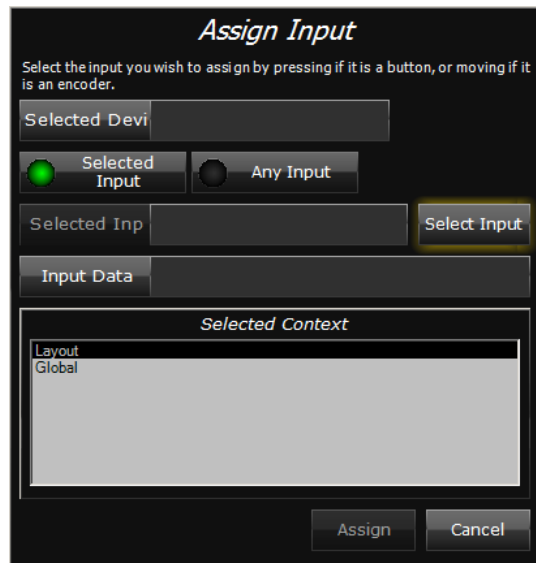 Assign Input
Select the input you wish to assign by pressing if it is a button, or moving if it
is an encoder.
Selected Devi
Selected
Input
Any Input
Selected Inp
Select Input
Input Data
Selected Context
Layout
Global
Assign
Cancel